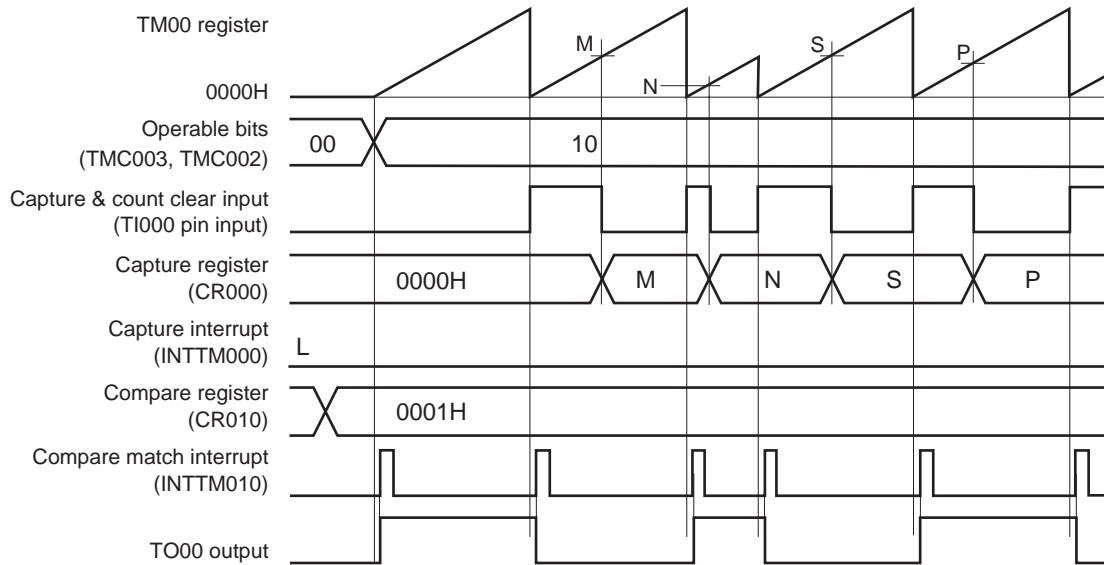 TM00 register
M
S
P
N
0000H
Operable bits
(TMC003, TMC002)
00
10
Capture & count clear input
(TI000 pin input)
Capture register
(CR000)
0000H
M
N
S
P
Capture interrupt
(INTTM000)
L
Compare register
(CR010)
0001H
Compare match interrupt
(INTTM010)
TO00 output